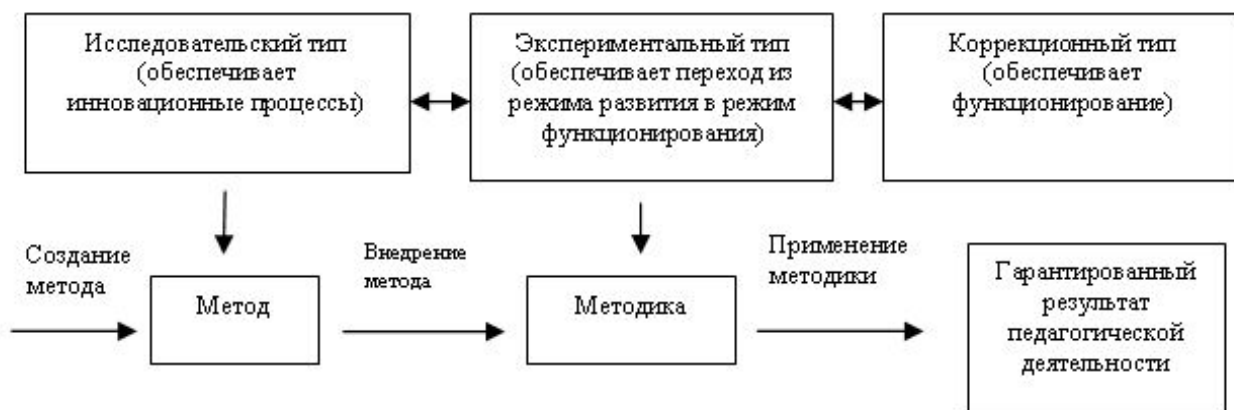 Исследовательский тип
(обеспечивает
инновационные процессы)
Экспериментальный тип
(обеспечивает переход из
режима развития в режим
функционирования)
Коррекционный тип
(обеспечивает
функционирование)
Создание
метода
Метод
Внедрение
метода
Методика
Применение
методики
Гарантированный
результат
педагогической
деятельности